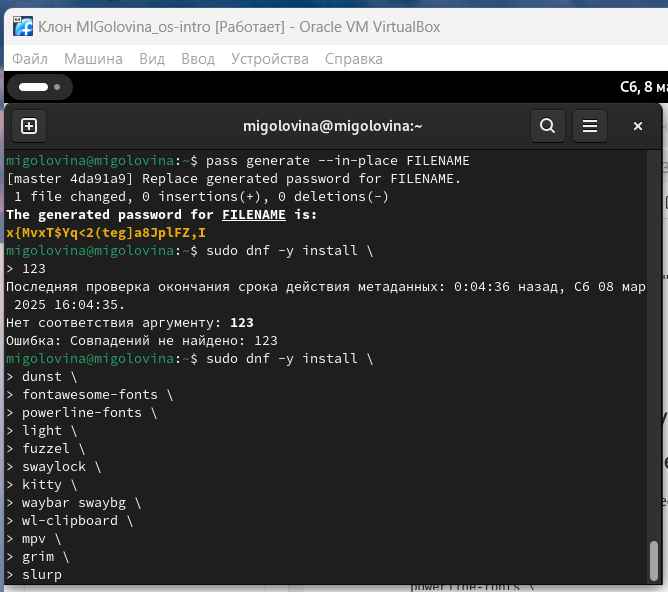 Клон MIGolovina_os-intro [Работает] - Oracle VM VirtualBox
Файл Машина Вид Ввод Устройства Справка
Сб, 8 ма
migolovina@migolovina:~
migolovina@migolovina:~$ pass generate --in-place FILENAME
[master 4da91a9] Replace generated password for FILENAME.
 1 file changed, 0 insertions(+), 0 deletions(-)
The generated password for FILENAME is:
x{MvxT$Yq<2(teg]a8JplFZ,I
migolovina@migolovina:~$ sudo dnf -y install \
> 123
Последняя проверка окончания срока действия метаданных: 0:04:36 назад, Сб 08 мар
 2025 16:04:35.
Нет соответствия аргументу: 123
Ошибка: Совпадений не найдено: 123
migolovina@migolovina:~$ sudo dnf -y install \
> dunst \
> fontawesome-fonts \
> powerline-fonts \
> light \
> fuzzel \
> swaylock \
> kitty \
> waybar swaybg \
> wl-clipboard \
> mpv \
> grim \
> slurp
powerline-fonts \